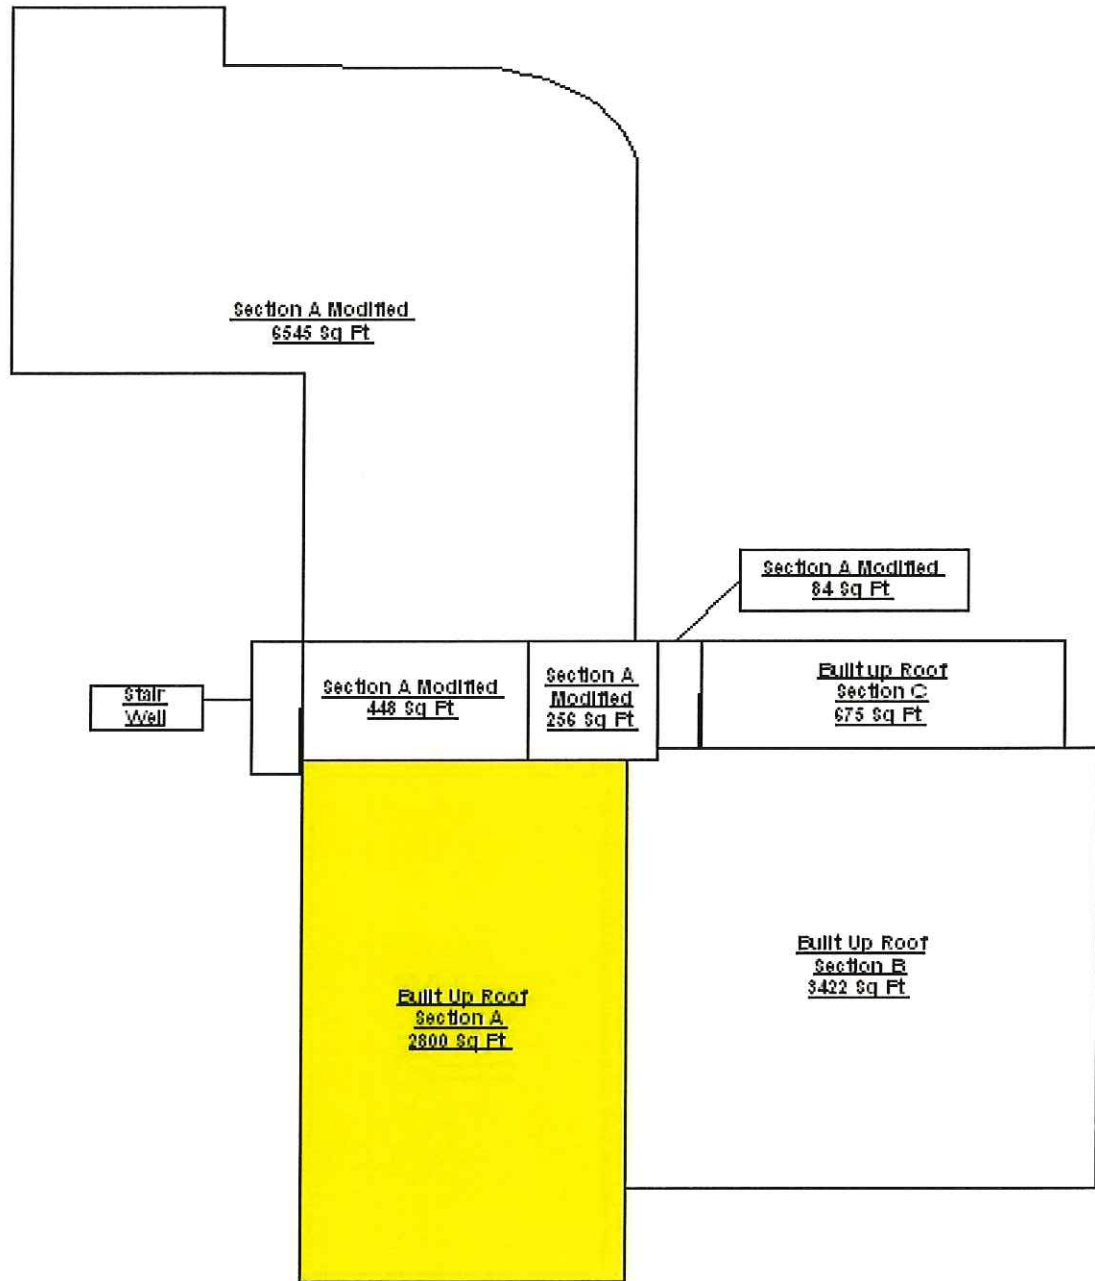 Section A Modified
6545 Sq Ft
Section A Modified
84 Sq Ft
Stair
Well
Section A Modified
448 Sq Ft
Section A
Modified
256 Sq Ft
Built up Roof
Section C
675 Sq Ft
Built Up Roof
Section B
3422 Sq Ft
Built Up Roof
Section A
2800 Sq Ft